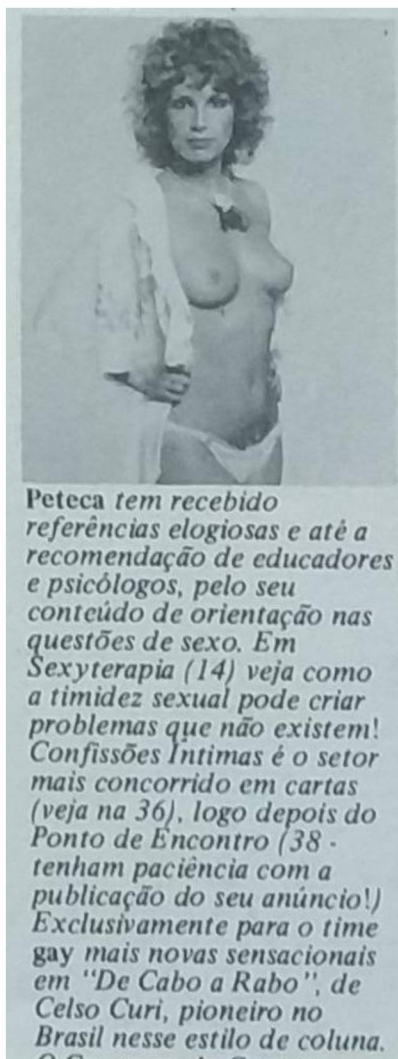 Peteca tem recebido
referências elogiosas e até a
recomendação de educadores
e psicólogos, pelo seu
conteúdo de orientação nas
questões de sexo. Em
Sexyterapia (14) veja como
a timidez sexual pode criar
problemas que não existem!
Confissões Íntimas é o setor
mais concorrido em cartas
(veja na 36), logo depois do
Ponto de Encontro (38 -
tenham paciência com a
publicação do seu anúncio!)
Exclusivamente para o time
gay mais novas sensacionais
em "De Cabo a Rabo", de
Celso Curi, pioneiro no
Brasil nesse estilo de coluna.